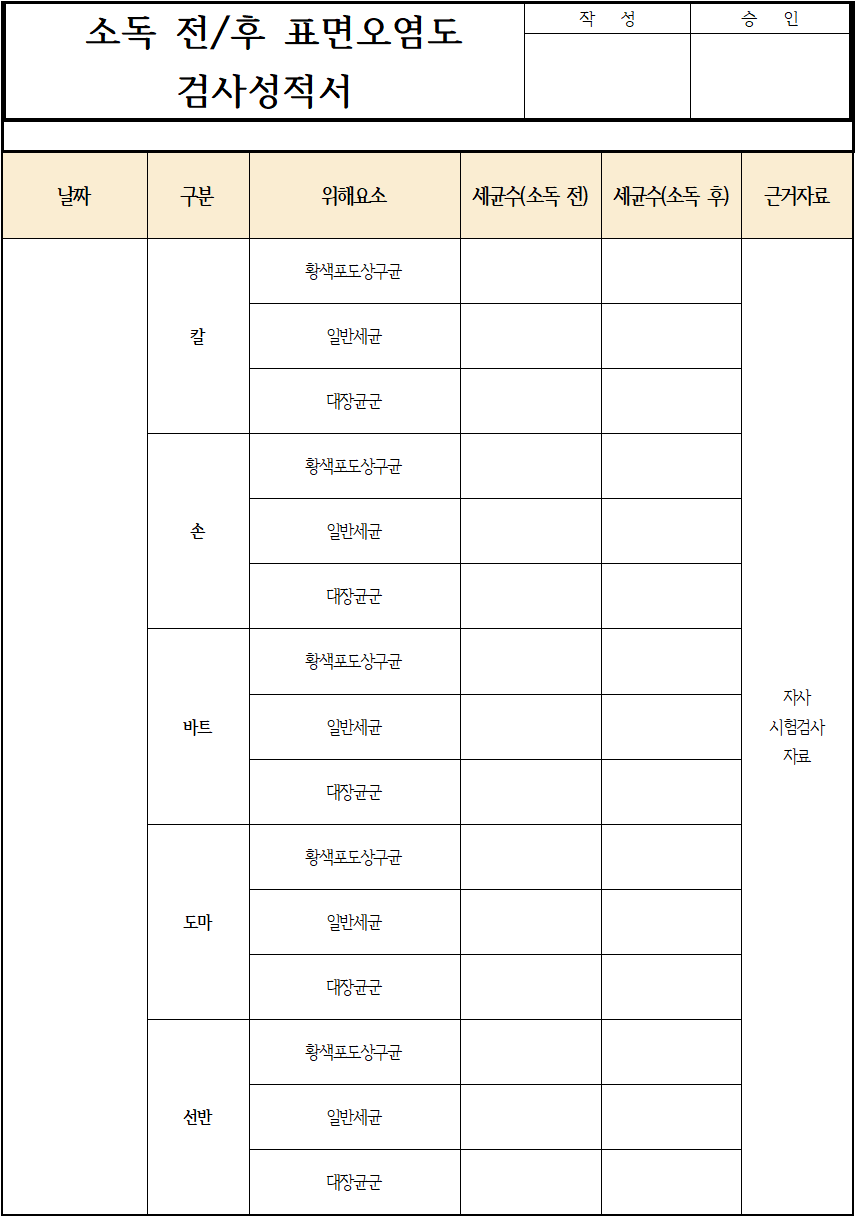 소독 전/후 표면오염도
검사성적서
작 성
승 인
날짜
구분
위해요소
세균수(소독 전)
세균수(소독 후)
근거자료
칼
황색포도상구균
일반세균
대장균군
손
황색포도상구균
일반세균
대장균군
바트
황색포도상구균
일반세균
대장균군
도마
황색포도상구균
일반세균
대장균군
선반
황색포도상구균
일반세균
대장균군
자사
시험검사
자료